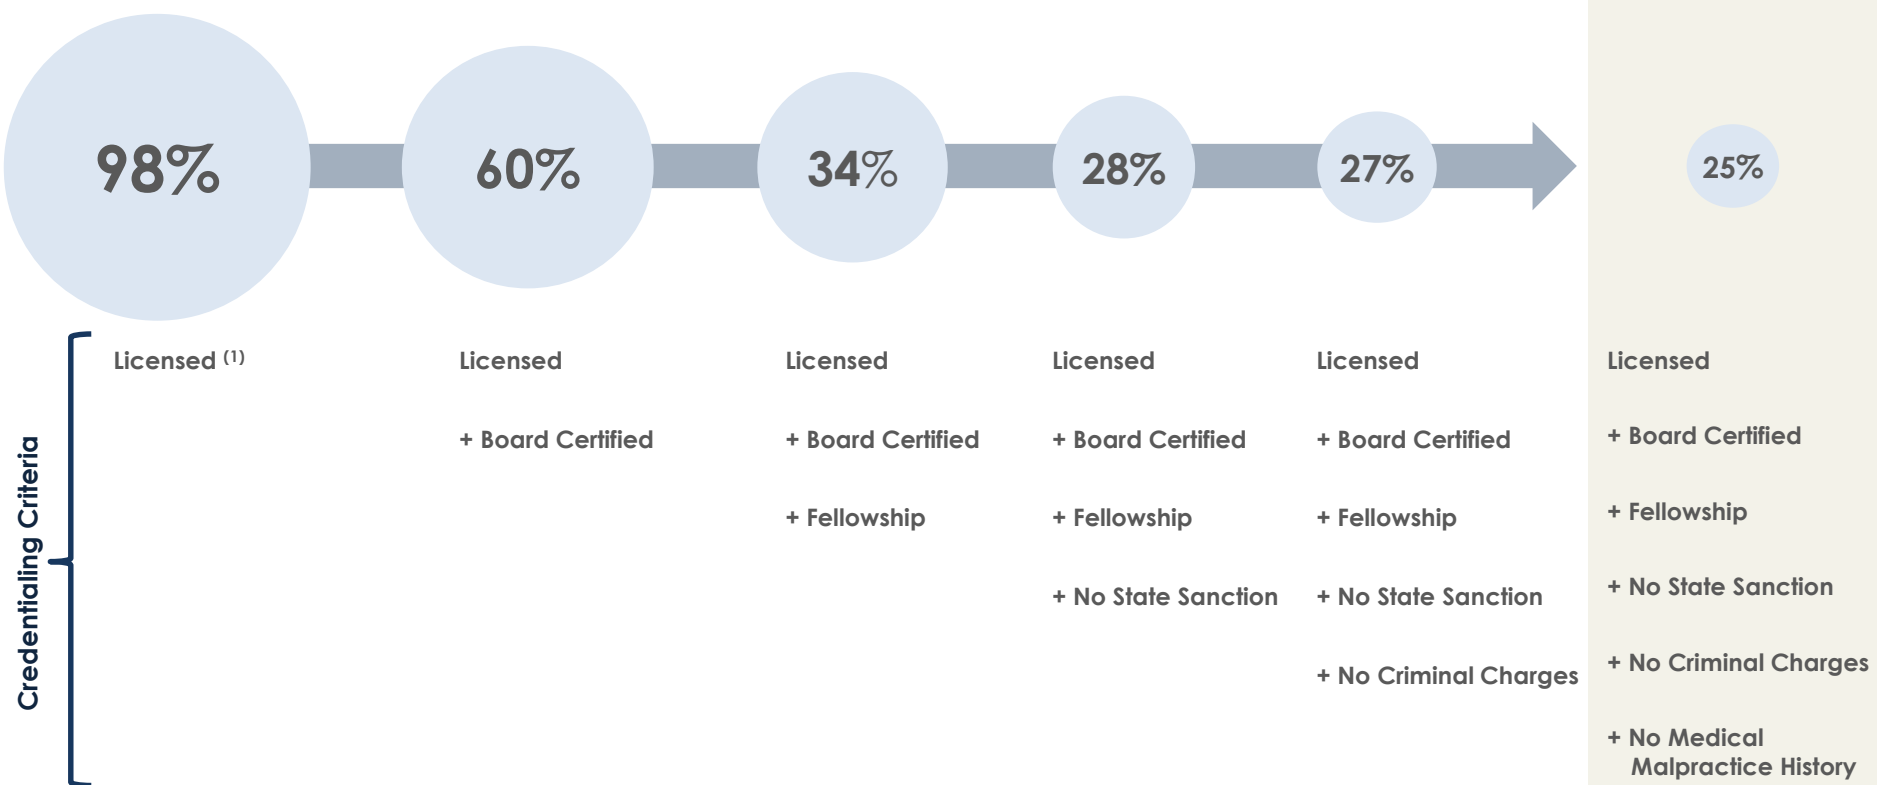 98%
60%
34%
28%
27%
25%
Credentialing Criteria
Licensed (1)
Licensed
+ Board Certified
Licensed
+ Board Certified
+ Fellowship
Licensed
+ Board Certified
+ Fellowship
+ No State Sanction
Licensed
+ Board Certified
+ Fellowship
+ No State Sanction
+ No Criminal Charges
Licensed
+ Board Certified
+ Fellowship
+ No State Sanction
+ No Criminal Charges
+ No Medical
Malpractice History